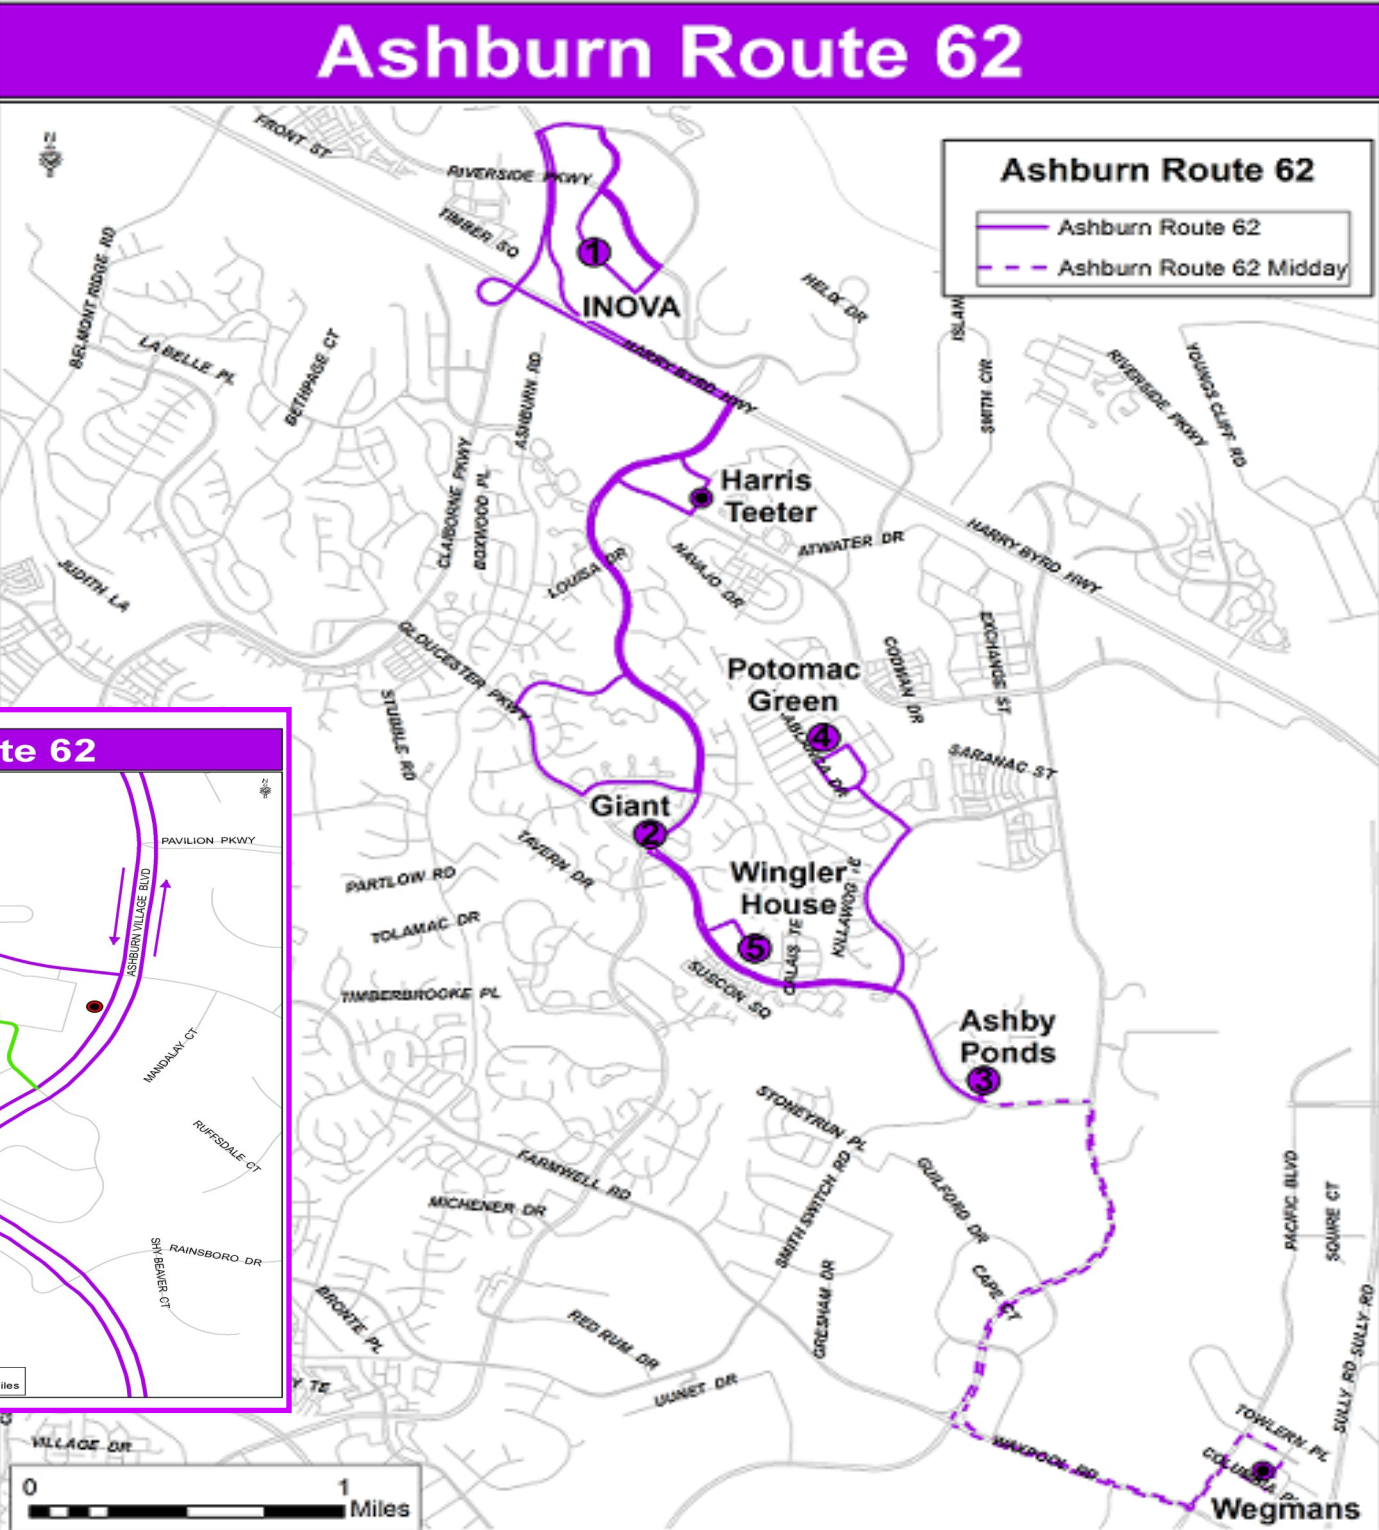 Ashburn Route 62
Ashburn Route 62
Ashburn Route 62
Ashburn Route 62 Midday
N
FRONT ST
RIVERSIDE PKWY
TIMBER SQ
BELMONT RIDGE RD
1
INOVA
HELIX DR
SMITH CIR
RIVERSIDE PKWY
YOUNGS CLIFF RD
LA BELLE PL
BETHPAGE CT
ASHBURN RD
HARRY BYRD HWY
CLAIBORNE PKWY
BOXWOOD PL
Harris
Teeter
ATWATER DR
HARRY BYRD HWY
NAVAJO DR
LOUISA DR
JUDITH LA
GLOUCESTER PKWY
EXCHANGE ST
CODWAN DR
Potomac
Green
4
STUBBLE RD
SARANAC ST
Giant
2
TAVERN DR
Wingler
House
5
PARTLOW RD
TOLAMAC DR
CALAIS TE
SUBCON SQ
TIMBERBROOKE PL
Ashby
Ponds
3
STONEYRUN PL
FARMWELL RD
SMITH SWITCH RD
GUILFORD DR
MICHENER DR
PACIFIC BLVD
SQUIRE CT
CAPE CT
GRESHAM DR
BRONTE PL
RED RUM DR
UUNET DR
SULLY RD
SULLY RD
TOWLERN PL
WAXPOOL RD
Wegmans
VILLAGE DR
0 1
Miles
te 62
N
PAVILION PKWY
ASHBURN VILLAGE BLVD
MANDALAY CT
RUFFSDALE CT
RAINSBORO DR
SHY BEAVER CT
iles